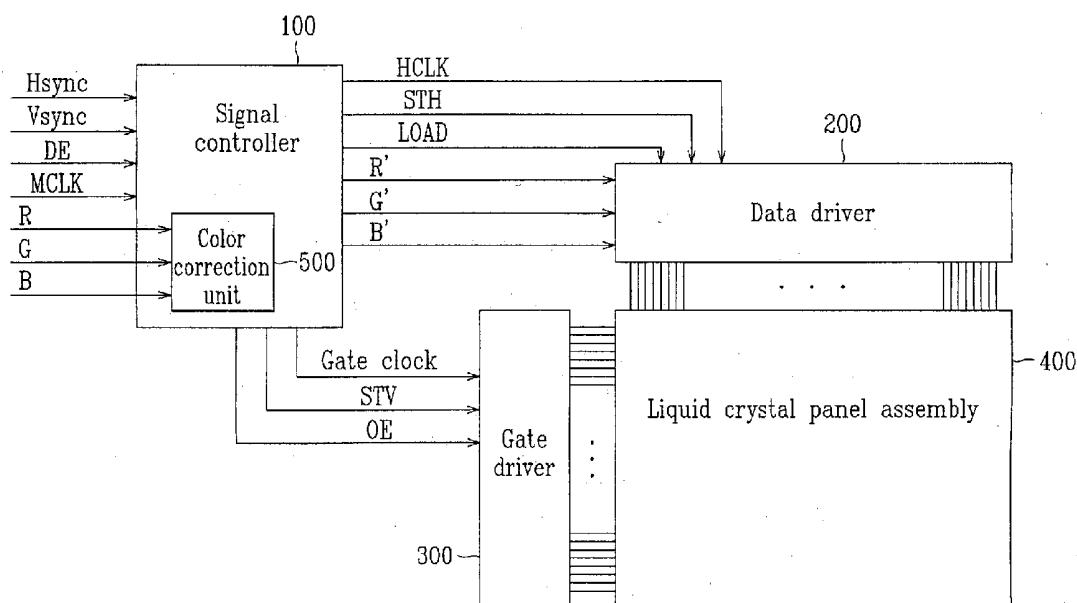 100
Hsync
Vsync
DE
MCLK
R
G
B
Signal
controller
Color
correction
unit
500
HCLK
STH
LOAD
R'
G'
B'
200
Data driver
. . .
Gate clock
STV
OE
Gate
driver
300
Liquid crystal panel assembly
400